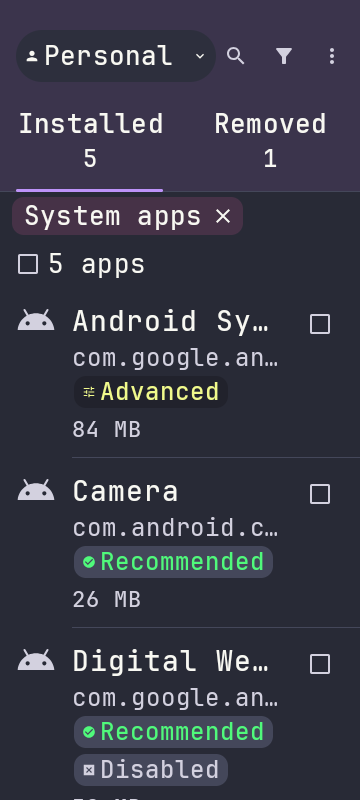 Personal
Installed Removed
5 1
System apps
5 apps
Android Sy…
com.google.an…
Advanced
84 MB
Camera
com.android.c…
Recommended
26 MB
Digital We…
com.google.an…
Recommended
Disabled